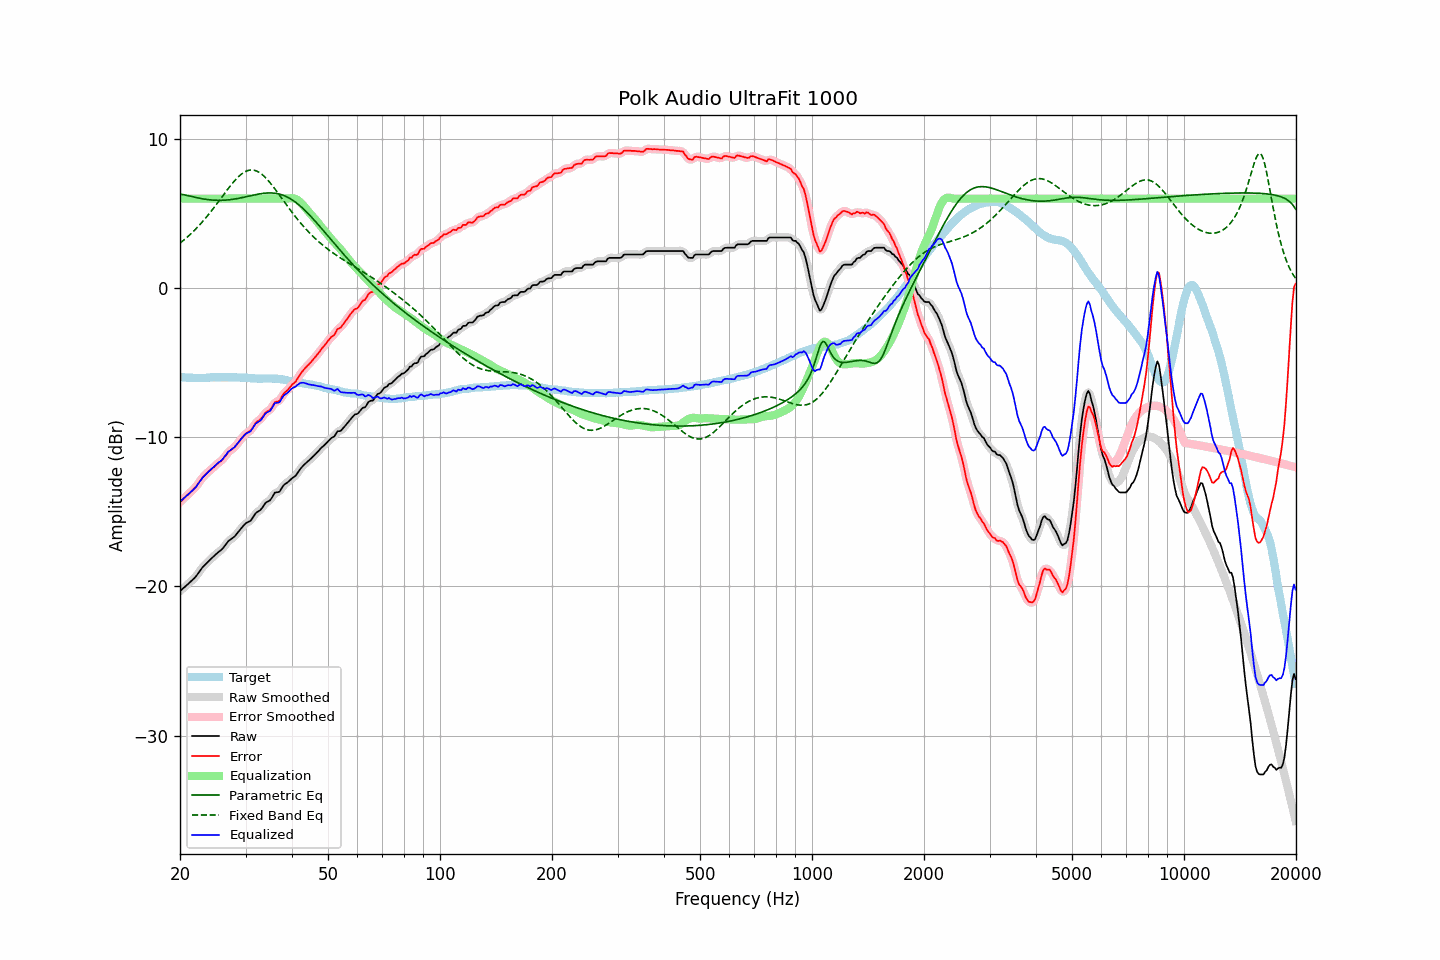 Polk Audio UltraFit 1000
Amplitude (dBr)
10
0
−10
−20
−30
Target
Raw Smoothed
Error Smoothed
Raw
Error
Equalization
Parametric Eq
Fixed Band Eq
Equalized
20 50 100 200 500 1000 2000 5000 10000 20000
Frequency (Hz)